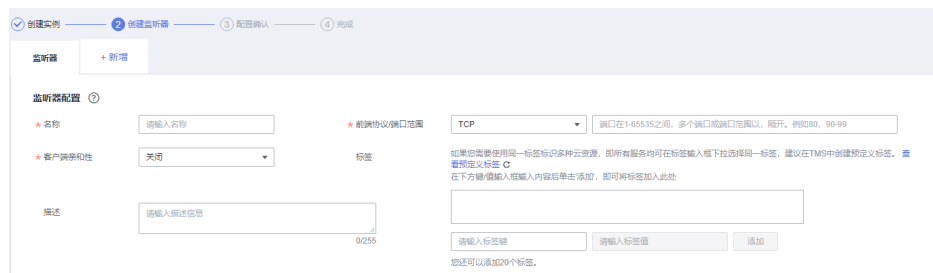 创建实例 2 创建监听器 3 配置确认 4 完成
监听器 + 新增
监听器配置 ?
* 名称 请输入名称 * 前端协议/端口范围 TCP 端口在1-65535之间，多个端口或端口范围以，隔开。例如80，90-99
* 客户端亲和性 关闭 标签 如果您需要使用同一标签标识多种云资源，即所有服务均可在标签输入框下拉选择同一标签，建议在TMS中创建预定义标签。 查
看预定义标签
在下方键/值输入框输入内容后单击'添加'，即可将标签加入此处
描述 请输入描述信息
0/255
请输入标签键 请输入标签值 添加
您还可以添加20个标签。